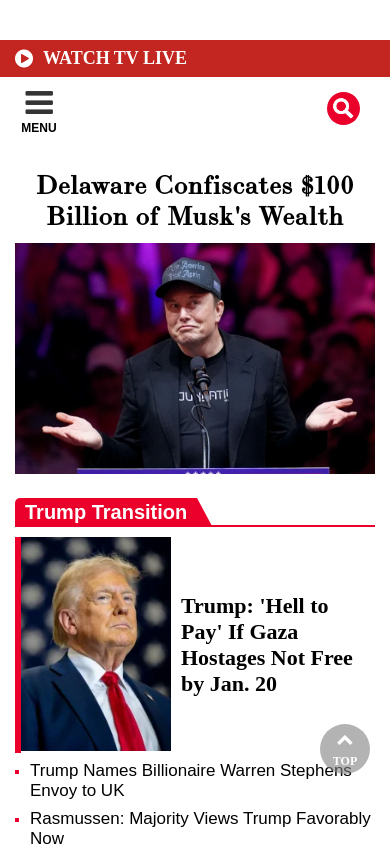 WATCH TV LIVE
MENU
Delaware Confiscates $100
Billion of Musk's Wealth
Trump Transition
Trump: 'Hell to
Pay' If Gaza
Hostages Not Free
by Jan. 20
TOP
Trump Names Billionaire Warren Stephens
Envoy to UK
Rasmussen: Majority Views Trump Favorably
Now